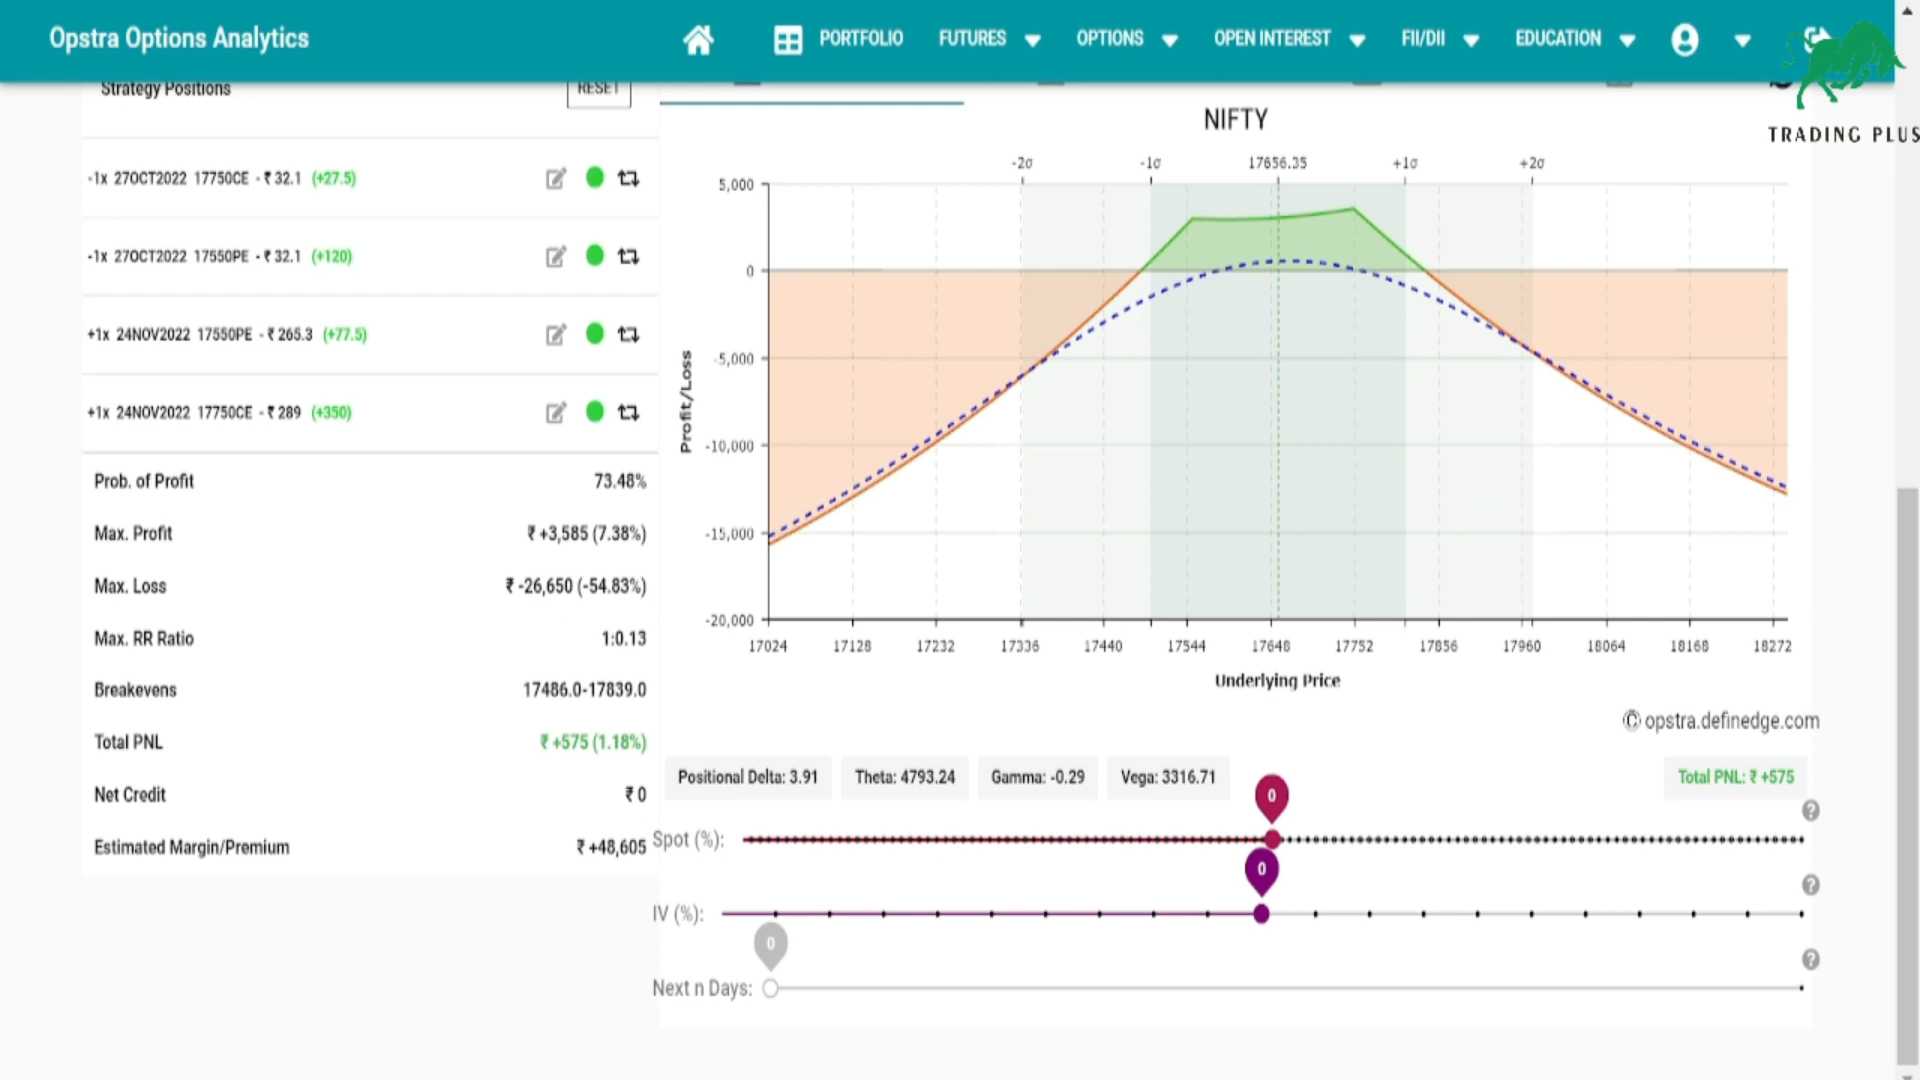 Opstra Options Analytics
PORTFOLIO FUTURES OPTIONS OPEN INTEREST FII/DII EDUCATION
TRADING PLUS
Strategy Positions RESET
-1x 27OCT2022 17750CE - ₹ 32.1 (+27.5)
-1x 27OCT2022 17550PE - ₹ 32.1 (+120)
+1x 24NOV2022 17550PE - ₹ 265.3 (+77.5)
+1x 24NOV2022 17750CE - ₹ 289 (+350)
Prob. of Profit 73.48%
Max. Profit ₹ +3,585 (7.38%)
Max. Loss ₹ -26,650 (-54.83%)
Max. RR Ratio 1:0.13
Breakevens 17486.0-17839.0
Total PNL ₹ +575 (1.18%)
Net Credit ₹ 0
Estimated Margin/Premium ₹ +48,605
NIFTY
-2σ -1σ 17656.35 +1σ +2σ
5,000
0
-5,000
-10,000
-15,000
-20,000
Profit/Loss
17024 17128 17232 17336 17440 17544 17648 17752 17856 17960 18064 18168 18272
Underlying Price
© opstra.definedge.com
Positional Delta: 3.91 Theta: 4793.24 Gamma: -0.29 Vega: 3316.71 Total PNL: ₹ +575
0
?
Spot (%):
0
?
IV (%):
0
?
Next n Days: